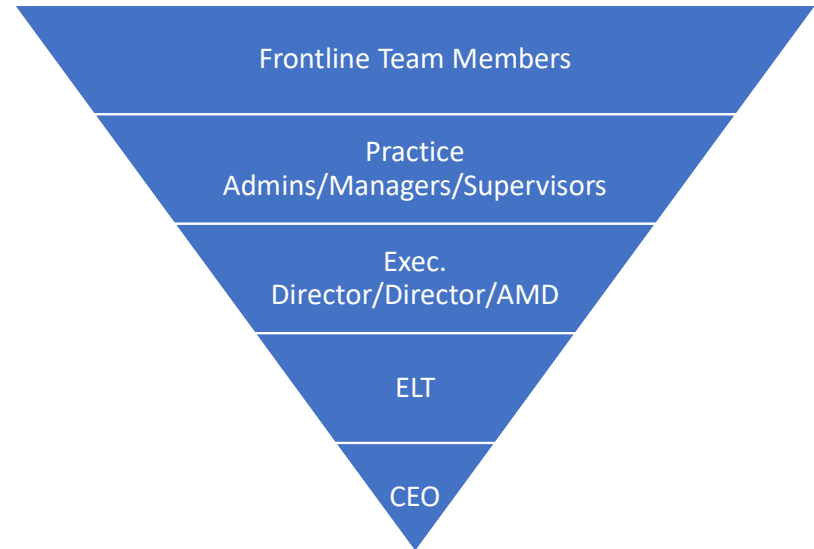 Frontline Team Members
Practice
Admins/Managers/Supervisors
Exec.
Director/Director/AMD
ELT
CEO